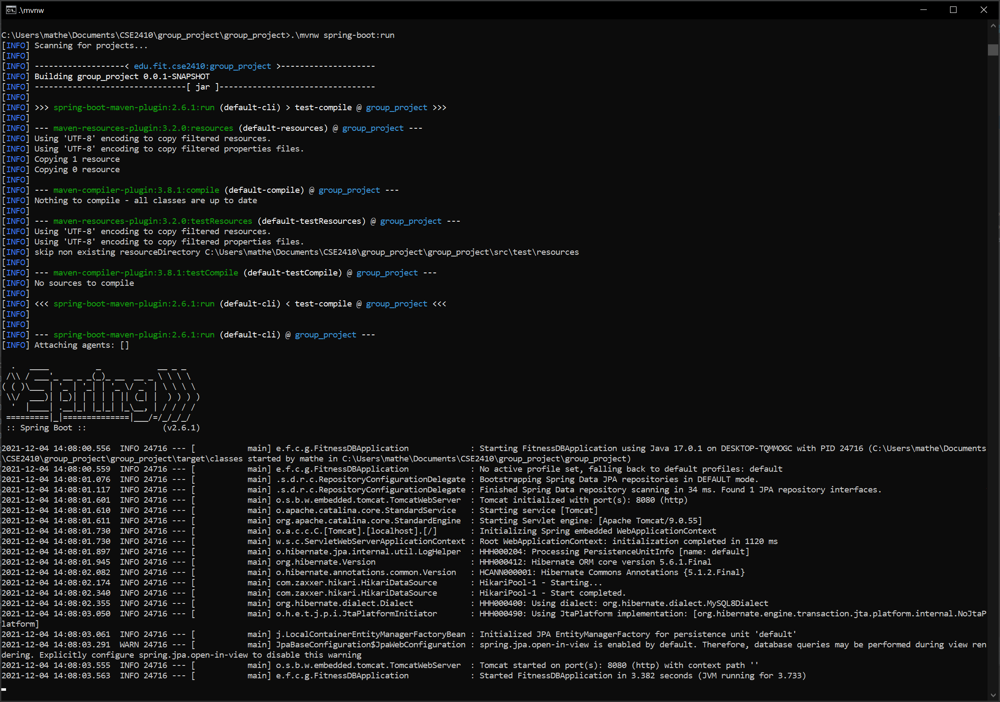 .\mvnw
C:\Users\mathe\Documents\CSE2410\group_project\group_project>.\mvnw spring-boot:run
[INFO] Scanning for projects...
[INFO]
[INFO] -------------------< edu.fit.cse2410:group_project >--------------------
[INFO] Building group_project 0.0.1-SNAPSHOT
[INFO] --------------------------------[ jar ]---------------------------------
[INFO]
[INFO] >>> spring-boot-maven-plugin:2.6.1:run (default-cli) > test-compile @ group_project >>>
[INFO]
[INFO] --- maven-resources-plugin:3.2.0:resources (default-resources) @ group_project ---
[INFO] Using 'UTF-8' encoding to copy filtered resources.
[INFO] Using 'UTF-8' encoding to copy filtered properties files.
[INFO] Copying 1 resource
[INFO] Copying 0 resource
[INFO]
[INFO] --- maven-compiler-plugin:3.8.1:compile (default-compile) @ group_project ---
[INFO] Nothing to compile - all classes are up to date
[INFO]
[INFO] --- maven-resources-plugin:3.2.0:testResources (default-testResources) @ group_project ---
[INFO] Using 'UTF-8' encoding to copy filtered resources.
[INFO] Using 'UTF-8' encoding to copy filtered properties files.
[INFO] skip non existing resourceDirectory C:\Users\mathe\Documents\CSE2410\group_project\group_project\src\test\resources
[INFO]
[INFO] --- maven-compiler-plugin:3.8.1:testCompile (default-testCompile) @ group_project ---
[INFO] No sources to compile
[INFO]
[INFO] <<< spring-boot-maven-plugin:2.6.1:run (default-cli) < test-compile @ group_project <<<
[INFO]
[INFO]
[INFO] --- spring-boot-maven-plugin:2.6.1:run (default-cli) @ group_project ---
[INFO] Attaching agents: []
  .   ____          _            __ _ _
 /\\ / ___'_ __ _ _(_)_ __  __ _ \ \ \ \
( ( )\___ | '_ | '_| | '_ \/ _` | \ \ \ \
 \\/  ___)| |_)| | | | | || (_| |  ) ) ) )
  '  |____| .__|_| |_|_| |_\__, | / / / /
 =========|_|==============|___/=/_/_/_/
 :: Spring Boot ::                (v2.6.1)
2021-12-04 14:08:00.556  INFO 24716 --- [           main] e.f.c.g.FitnessDBApplication             : Starting FitnessDBApplication using Java 17.0.1 on DESKTOP-TQMMOGC with PID 24716 (C:\Users\mathe\Documents
\CSE2410\group_project\group_project\target\classes started by mathe in C:\Users\mathe\Documents\CSE2410\group_project\group_project)
2021-12-04 14:08:00.559  INFO 24716 --- [           main] e.f.c.g.FitnessDBApplication             : No active profile set, falling back to default profiles: default
2021-12-04 14:08:01.076  INFO 24716 --- [           main] .s.d.r.c.RepositoryConfigurationDelegate : Bootstrapping Spring Data JPA repositories in DEFAULT mode.
2021-12-04 14:08:01.117  INFO 24716 --- [           main] .s.d.r.c.RepositoryConfigurationDelegate : Finished Spring Data repository scanning in 34 ms. Found 1 JPA repository interfaces.
2021-12-04 14:08:01.601  INFO 24716 --- [           main] o.s.b.w.embedded.tomcat.TomcatWebServer  : Tomcat initialized with port(s): 8080 (http)
2021-12-04 14:08:01.610  INFO 24716 --- [           main] o.apache.catalina.core.StandardService   : Starting service [Tomcat]
2021-12-04 14:08:01.611  INFO 24716 --- [           main] org.apache.catalina.core.StandardEngine  : Starting Servlet engine: [Apache Tomcat/9.0.55]
2021-12-04 14:08:01.730  INFO 24716 --- [           main] o.a.c.c.C.[Tomcat].[localhost].[/]       : Initializing Spring embedded WebApplicationContext
2021-12-04 14:08:01.730  INFO 24716 --- [           main] w.s.c.ServletWebServerApplicationContext : Root WebApplicationContext: initialization completed in 1120 ms
2021-12-04 14:08:01.897  INFO 24716 --- [           main] o.hibernate.jpa.internal.util.LogHelper  : HHH000204: Processing PersistenceUnitInfo [name: default]
2021-12-04 14:08:01.945  INFO 24716 --- [           main] org.hibernate.Version                    : HHH000412: Hibernate ORM core version 5.6.1.Final
2021-12-04 14:08:02.082  INFO 24716 --- [           main] o.hibernate.annotations.common.Version   : HCANN000001: Hibernate Commons Annotations {5.1.2.Final}
2021-12-04 14:08:02.174  INFO 24716 --- [           main] com.zaxxer.hikari.HikariDataSource       : HikariPool-1 - Starting...
2021-12-04 14:08:02.340  INFO 24716 --- [           main] com.zaxxer.hikari.HikariDataSource       : HikariPool-1 - Start completed.
2021-12-04 14:08:02.355  INFO 24716 --- [           main] org.hibernate.dialect.Dialect            : HHH000400: Using dialect: org.hibernate.dialect.MySQL8Dialect
2021-12-04 14:08:03.050  INFO 24716 --- [           main] o.h.e.t.j.p.i.JtaPlatformInitiator       : HHH000490: Using JtaPlatform implementation: [org.hibernate.engine.transaction.jta.platform.internal.NoJtaP
latform]
2021-12-04 14:08:03.061  INFO 24716 --- [           main] j.LocalContainerEntityManagerFactoryBean : Initialized JPA EntityManagerFactory for persistence unit 'default'
2021-12-04 14:08:03.291  WARN 24716 --- [           main] JpaBaseConfiguration$JpaWebConfiguration : spring.jpa.open-in-view is enabled by default. Therefore, database queries may be performed during view ren
dering. Explicitly configure spring.jpa.open-in-view to disable this warning
2021-12-04 14:08:03.555  INFO 24716 --- [           main] o.s.b.w.embedded.tomcat.TomcatWebServer  : Tomcat started on port(s): 8080 (http) with context path ''
2021-12-04 14:08:03.563  INFO 24716 --- [           main] e.f.c.g.FitnessDBApplication             : Started FitnessDBApplication in 3.382 seconds (JVM running for 3.733)